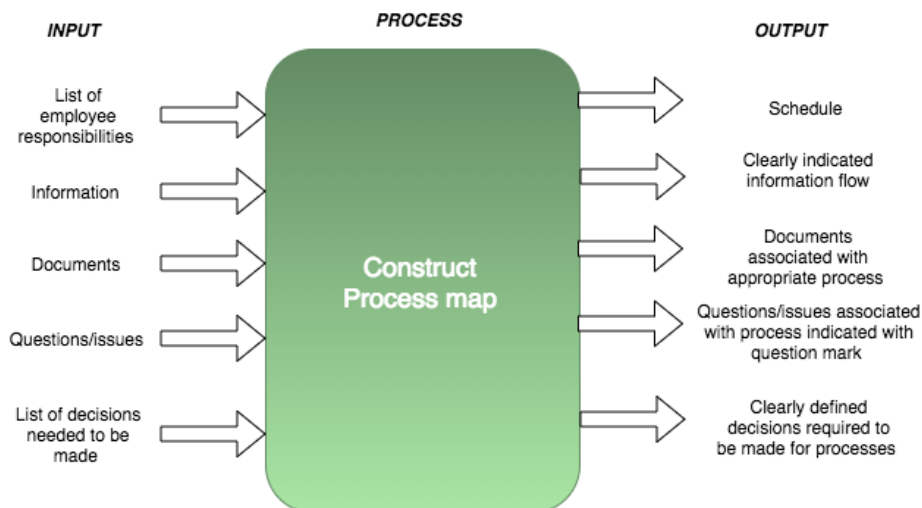 INPUT
PROCESS
OUTPUT
List of
employee
responsibilities
Information
Documents
Questions/issues
List of decisions
needed to be
made
Construct
Process map
Schedule
Clearly indicated
information flow
Documents
associated with
appropriate process
Questions/issues associated
with process indicated with
question mark
Clearly defined
decisions required to
be made for processes